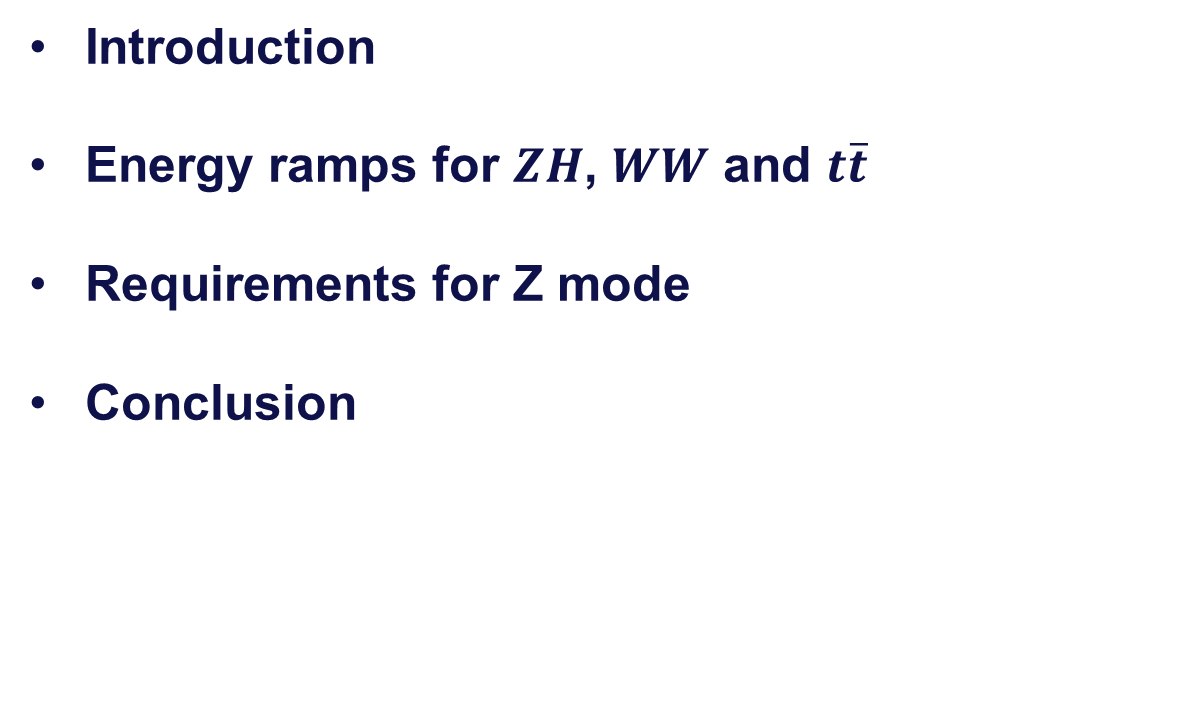 • Introduction
• Energy ramps for 𝒁𝑯, 𝑾𝑾 and 𝒕𝒕̄
• Requirements for Z mode
• Conclusion